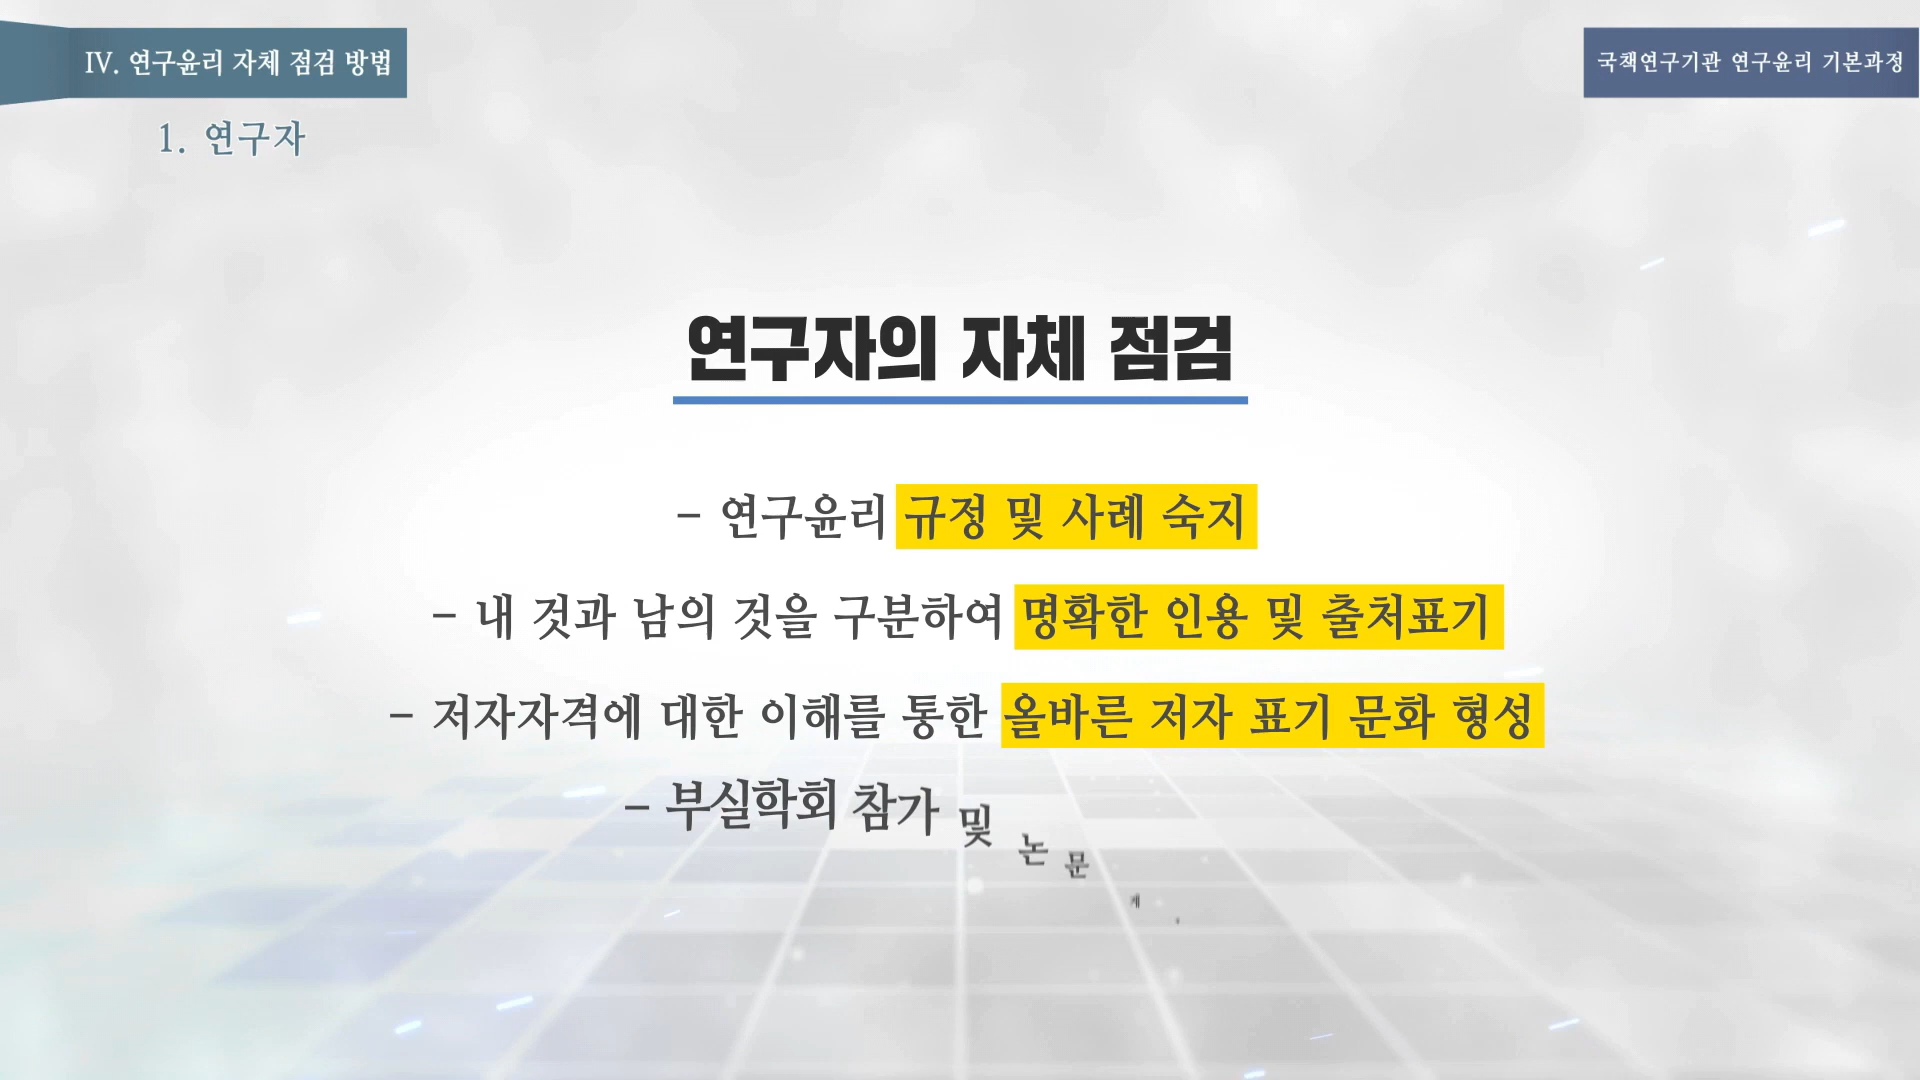 IV. 연구윤리 자체 점검 방법
국책연구기관 연구윤리 기본과정
1. 연구자
연구자의 자체 점검
- 연구윤리 규정 및 사례 숙지
- 내 것과 남의 것을 구분하여 명확한 인용 및 출처표기
- 저자자격에 대한 이해를 통한 올바른 저자 표기 문화 형성
- 부실학회 참가 및 논문 게